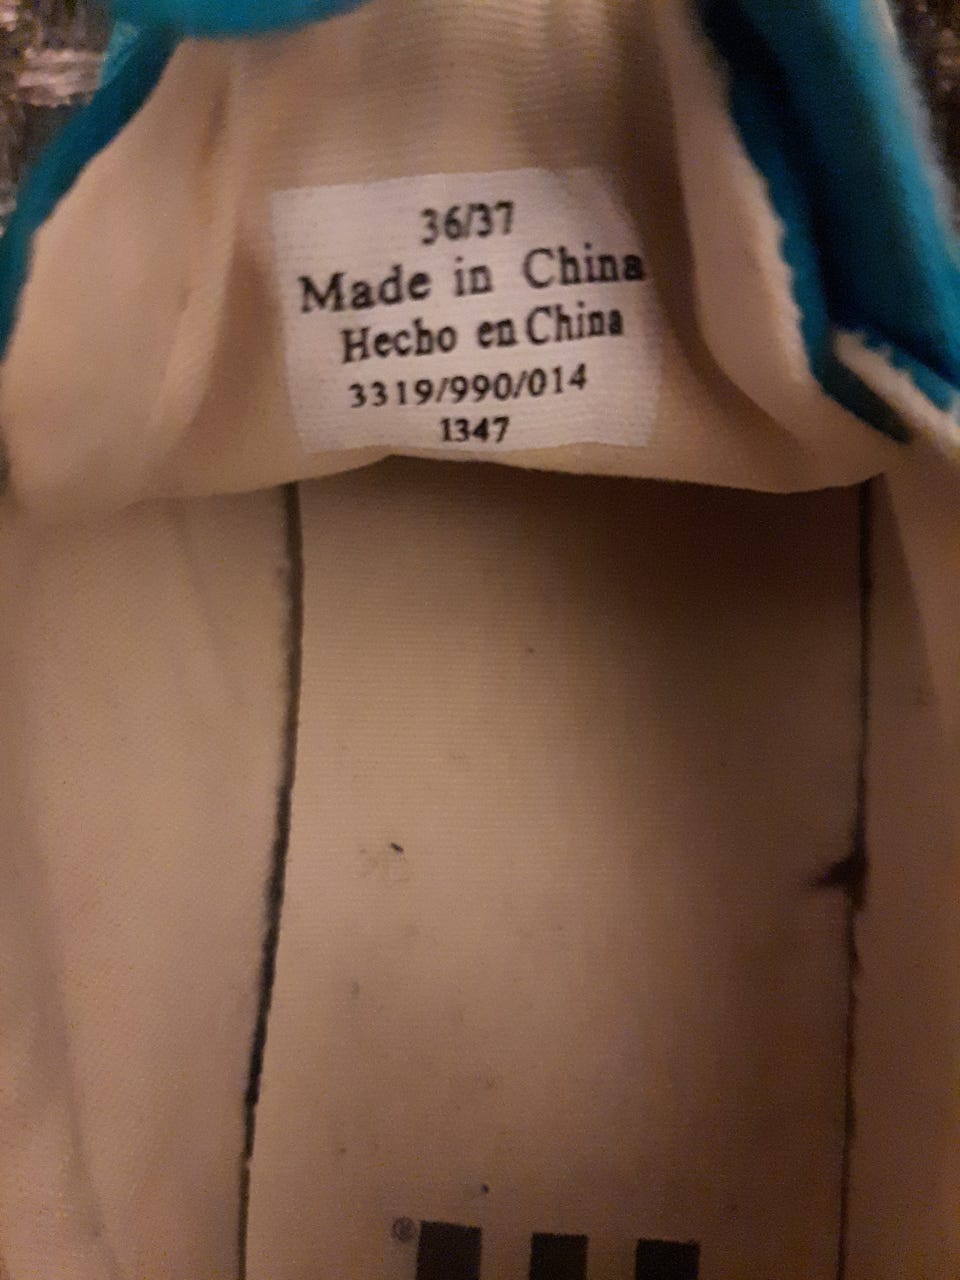 36/37
Made in China
Hecho en China
3319/990/014
1347
®